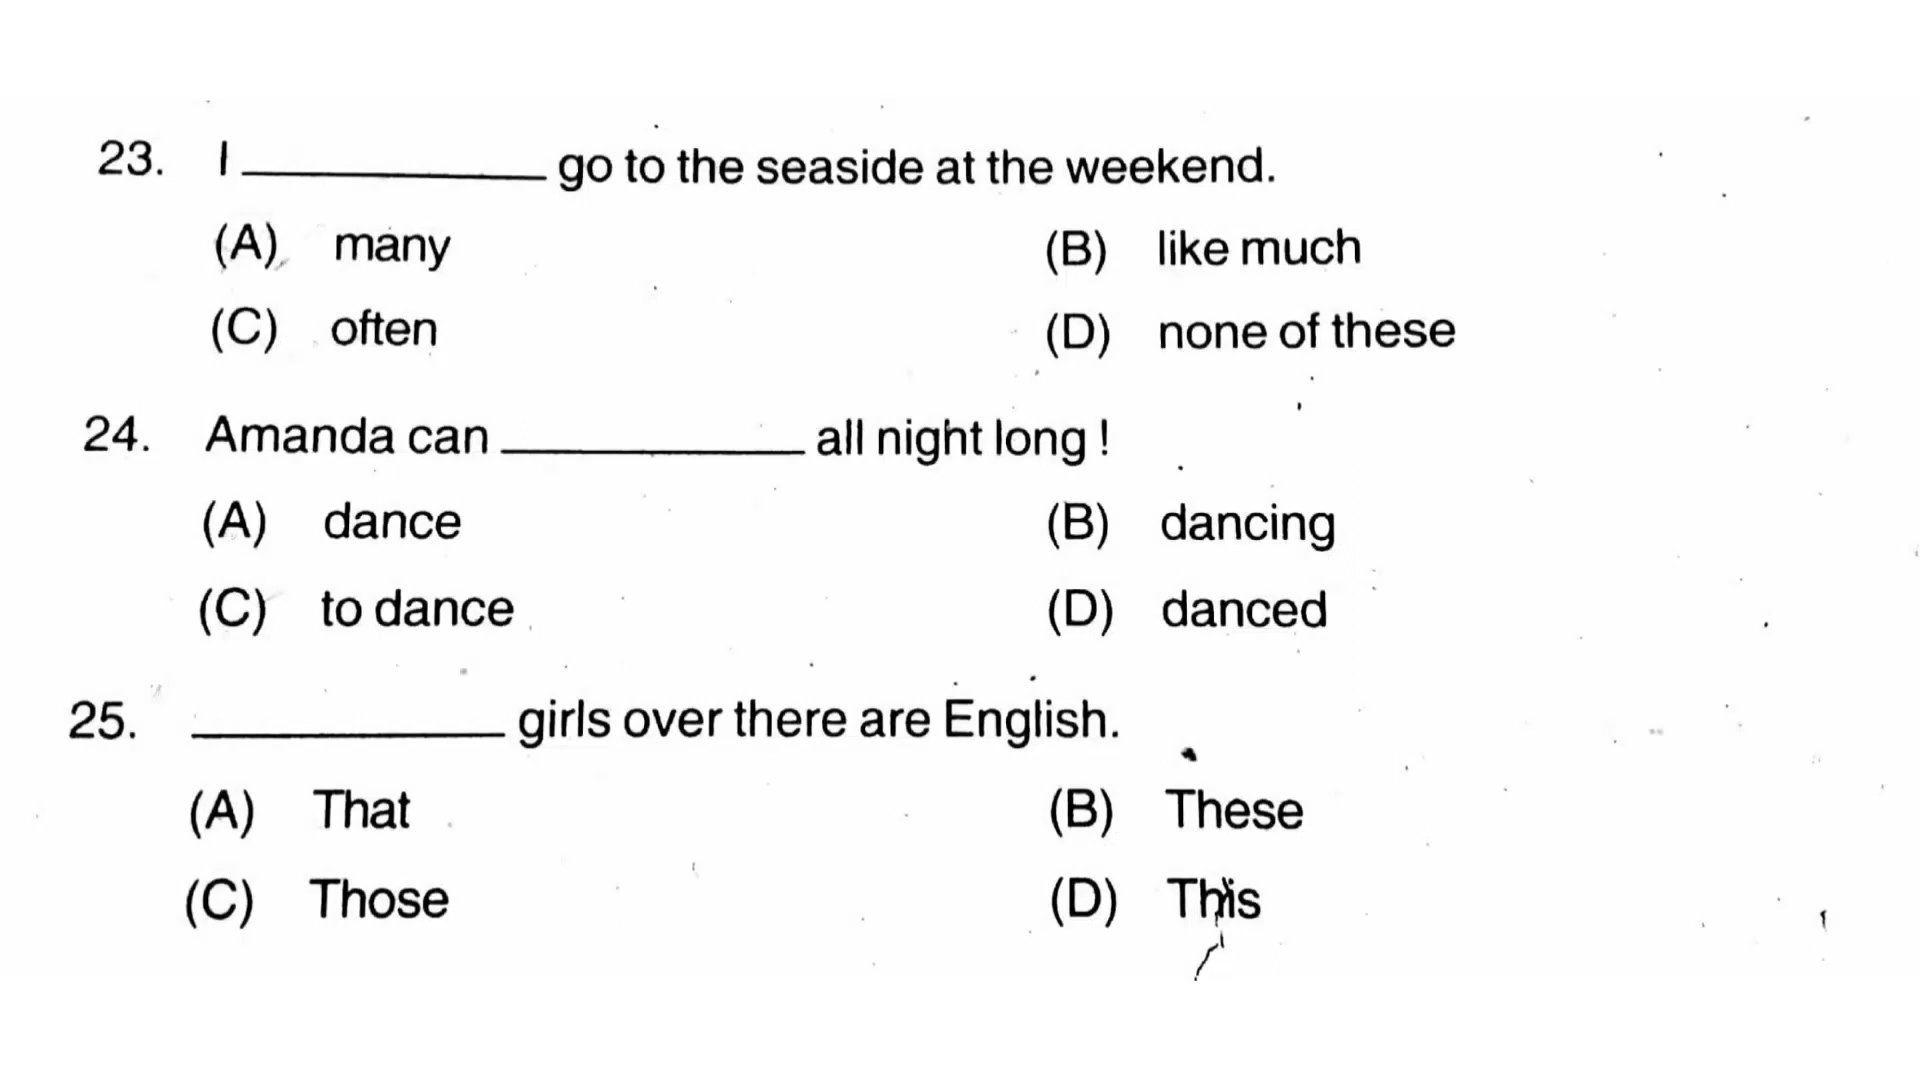 23. I __________ go to the seaside at the weekend.
(A) many (B) like much
(C) often (D) none of these
24. Amanda can __________ all night long !
(A) dance (B) dancing
(C) to dance (D) danced
25. __________ girls over there are English.
(A) That (B) These
(C) Those (D) This